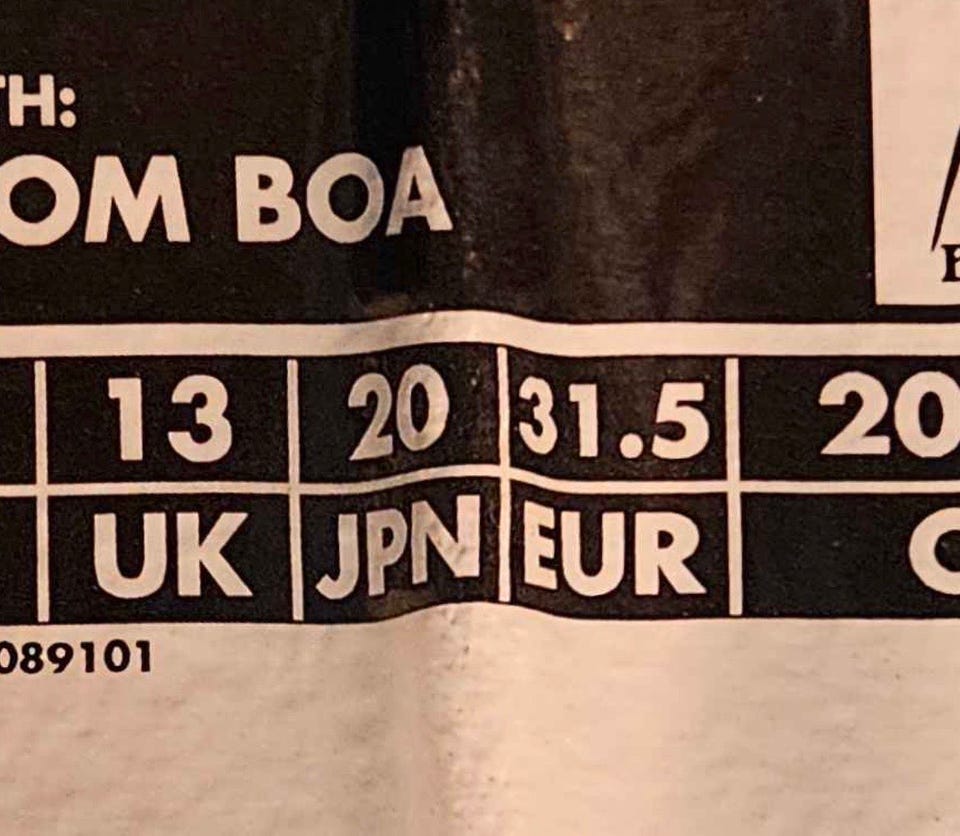 TH:
OM BOA
13 20 31.5 20
UK JPN EUR C
089101